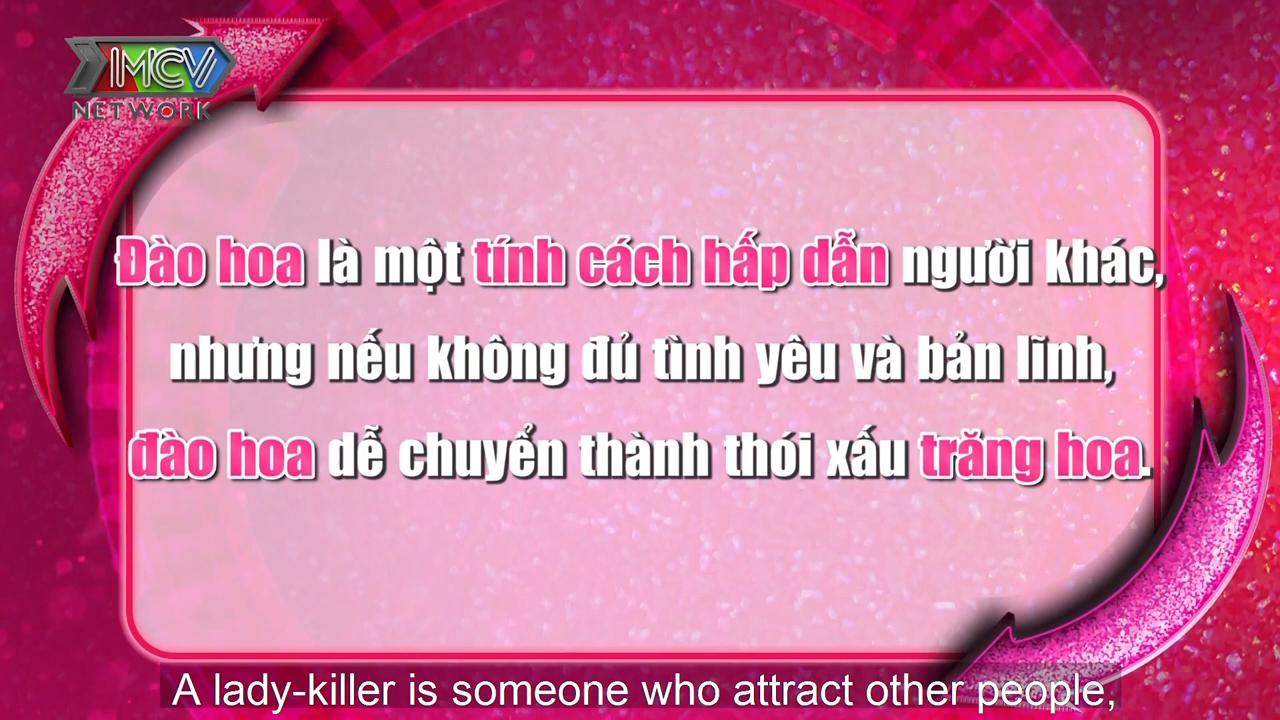 MCV
NETWORK
Đào hoa là một tính cách hấp dẫn người khác,
nhưng nếu không đủ tình yêu và bản lĩnh,
đào hoa dễ chuyển thành thói xấu trăng hoa.
A lady-killer is someone who attract other people,